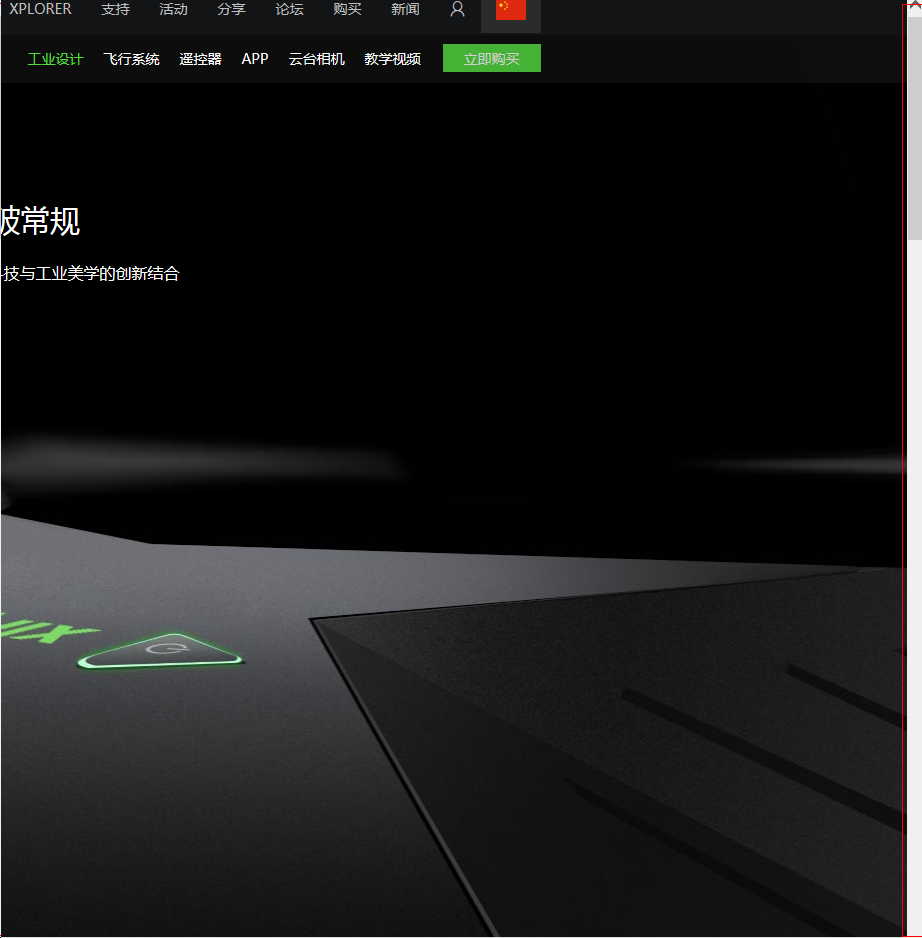 XPLORER 支持 活动 分享 论坛 购买 新闻
工业设计 飞行系统 遥控器 APP 云台相机 教学视频 立即购买
破常规
科技与工业美学的创新结合